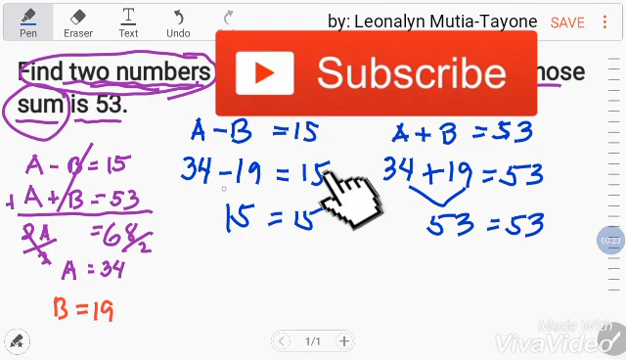 by: Leonalyn Mutia-Tayone
SAVE
Pen
Eraser
Text
Undo
Find two numbers
hose
sum is 53.
Subscribe
A - B = 15
A + B = 53
34 - 19 = 15
34 + 19 = 53
15 = 15
53 = 53
A - B = 15
+ A + B = 53
2A/2 = 68/2
A = 34
B = 19
00:23
1/1
Made With
VivaVideo